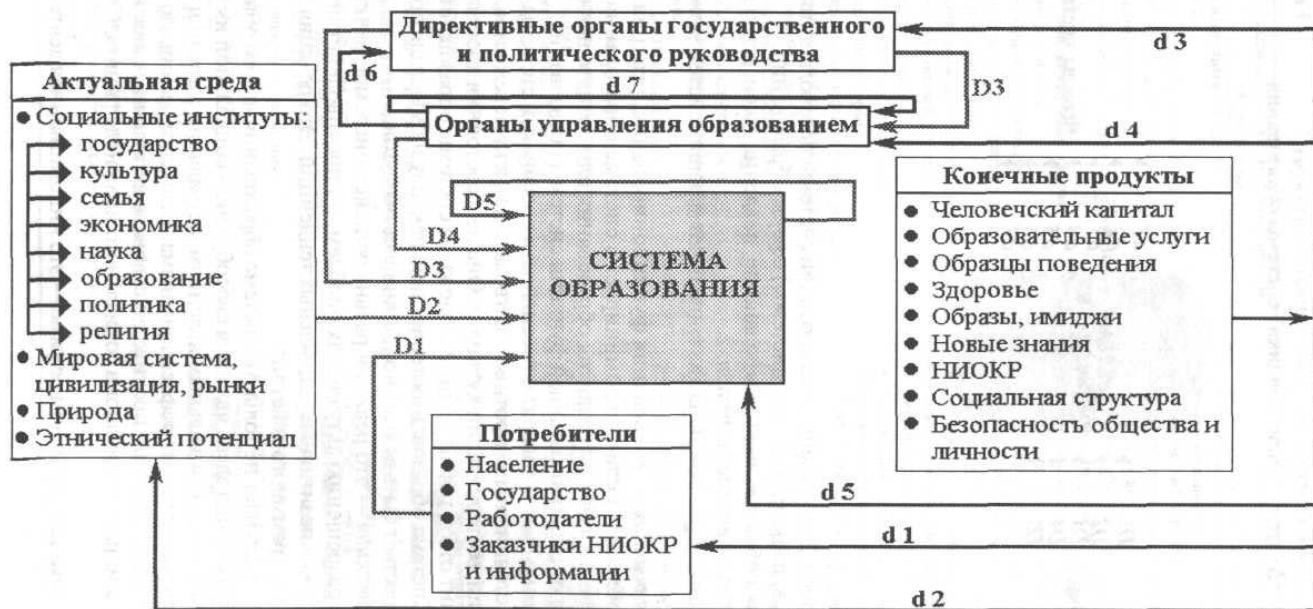 Директивные органы государственного
и политического руководства
d 3
d 6
d 7
D3
Органы управления образованием
d 4
Актуальная среда
Социальные институты:
государство
культура
семья
экономика
наука
образование
политика
религия
Мировая система,
цивилизация, рынки
Природа
Этнический потенциал
D5
D4
D3
D2
D1
СИСТЕМА
ОБРАЗОВАНИЯ
Конечные продукты
Человечский капитал
Образовательные услуги
Образцы поведения
Здоровье
Образы, имиджи
Новые знания
НИОКР
Социальная структура
Безопасность общества и
личности
Потребители
Население
Государство
Работодатели
Заказчики НИОКР
и информации
d 5
d 1
d 2